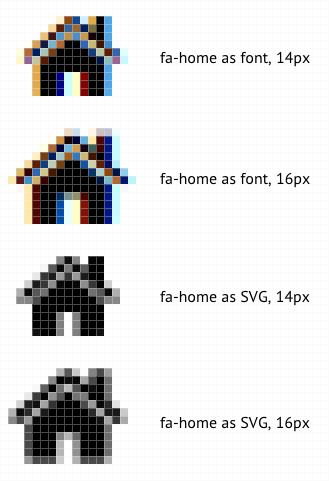 fa-home as font, 14px
fa-home as font, 16px
fa-home as SVG, 14px
fa-home as SVG, 16px